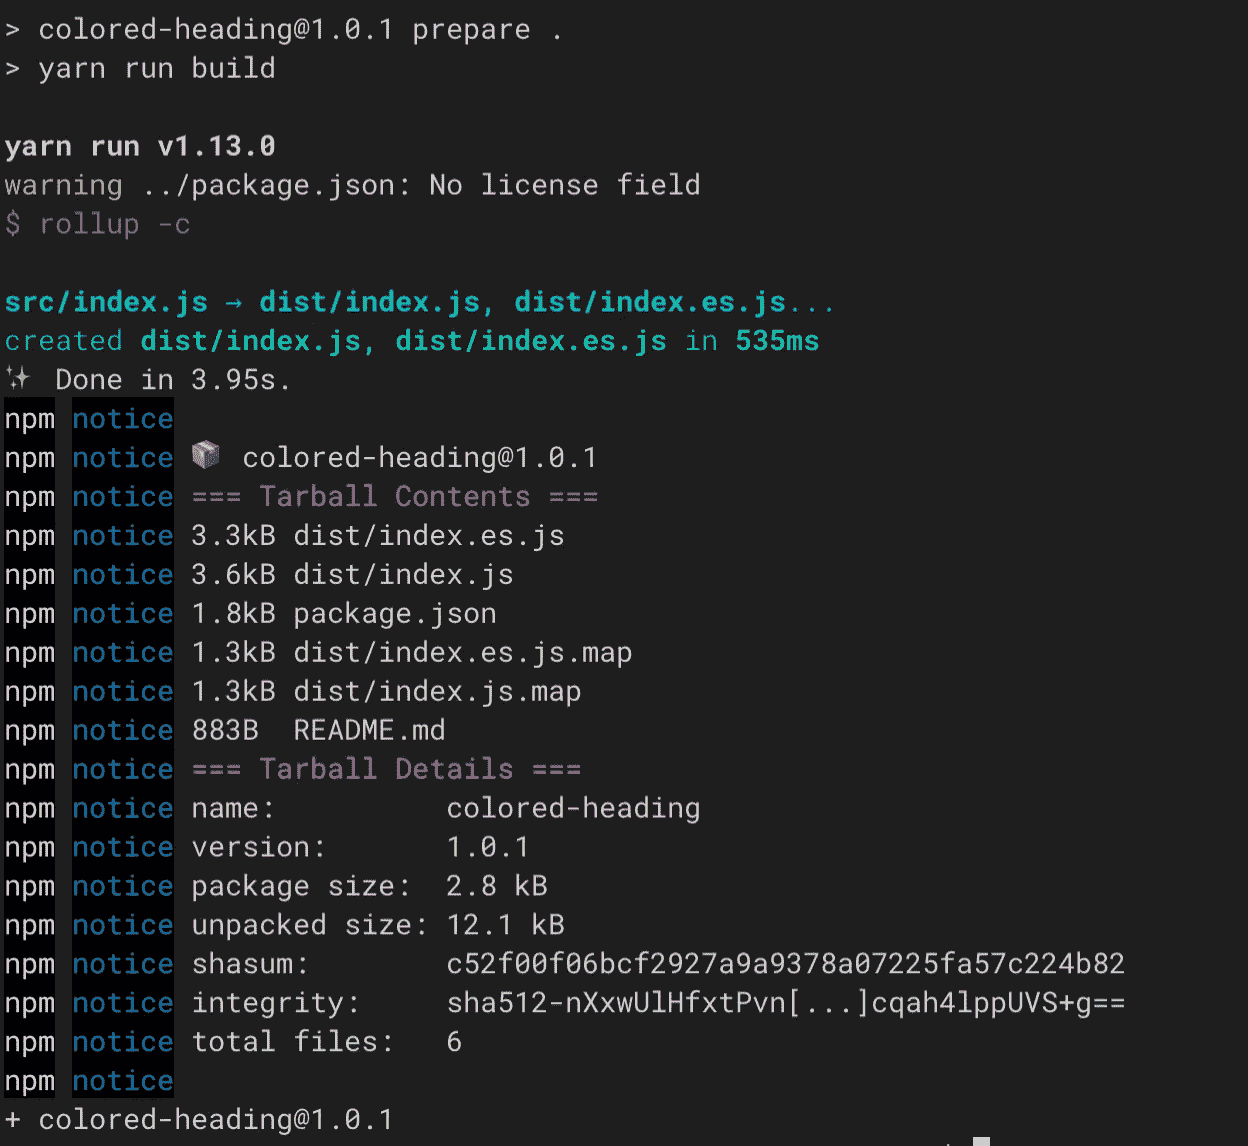 > colored-heading@1.0.1 prepare .
> yarn run build
yarn run v1.13.0
warning ../package.json: No license field
$ rollup -c
src/index.js → dist/index.js, dist/index.es.js...
created dist/index.js, dist/index.es.js in 535ms
✨ Done in 3.95s.
npm notice
npm notice 📦 colored-heading@1.0.1
npm notice === Tarball Contents ===
npm notice 3.3kB dist/index.es.js
npm notice 3.6kB dist/index.js
npm notice 1.8kB package.json
npm notice 1.3kB dist/index.es.js.map
npm notice 1.3kB dist/index.js.map
npm notice 883B  README.md
npm notice === Tarball Details ===
npm notice name:          colored-heading
npm notice version:       1.0.1
npm notice package size:  2.8 kB
npm notice unpacked size: 12.1 kB
npm notice shasum:        c52f00f06bcf2927a9a9378a07225fa57c224b82
npm notice integrity:     sha512-nXxwUlHfxtPvn[...]cqah4lppUVS+g==
npm notice total files:   6
npm notice
+ colored-heading@1.0.1